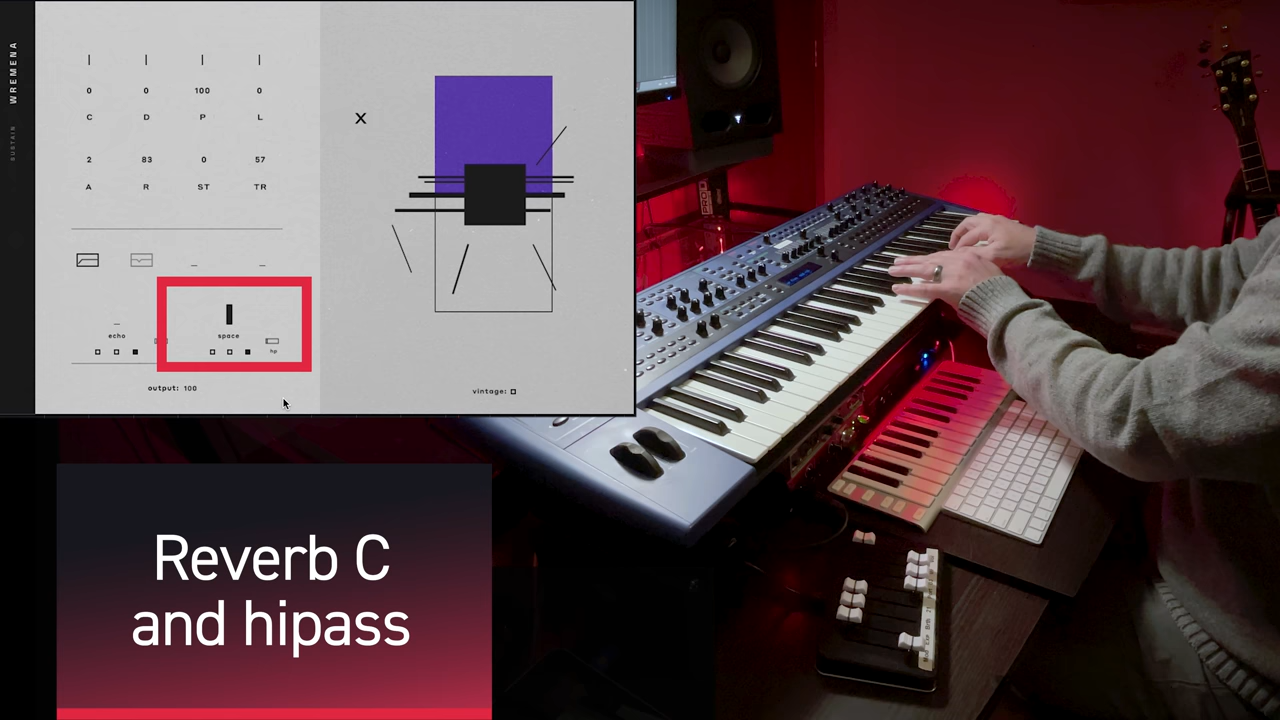 WREMENA
SUSTAIN
0 0 100 0
C D P L
2 83 0 57
A R ST TR
X
echo
space
hp
output: 100
vintage:
Reverb C
and hipass